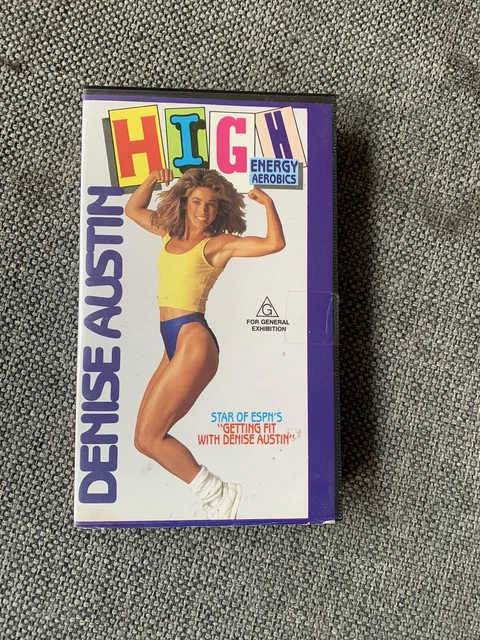 HIGH
ENERGY
AEROBICS
DENISE AUSTIN
G
FOR GENERAL
EXHIBITION
STAR OF ESPN'S
"GETTING FIT
WITH DENISE AUSTIN"